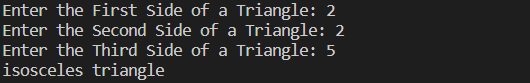 Enter the First Side of a Triangle: 2
Enter the Second Side of a Triangle: 2
Enter the Third Side of a Triangle: 5
isosceles triangle